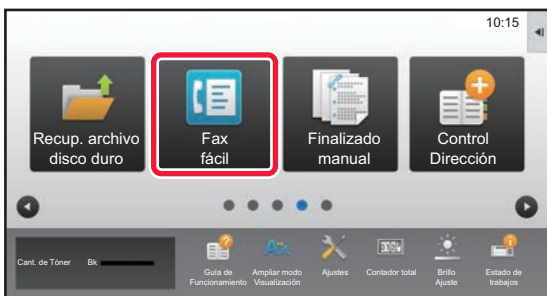 10:15
Recup. archivo
disco duro
Fax
fácil
Finalizado
manual
Control
Dirección
Cant. de Tóner
Bk
Guía de
Funcionamiento
Ampliar modo
Visualización
Ajustes
Contador total
Brillo
Ajuste
Estado de
trabajos